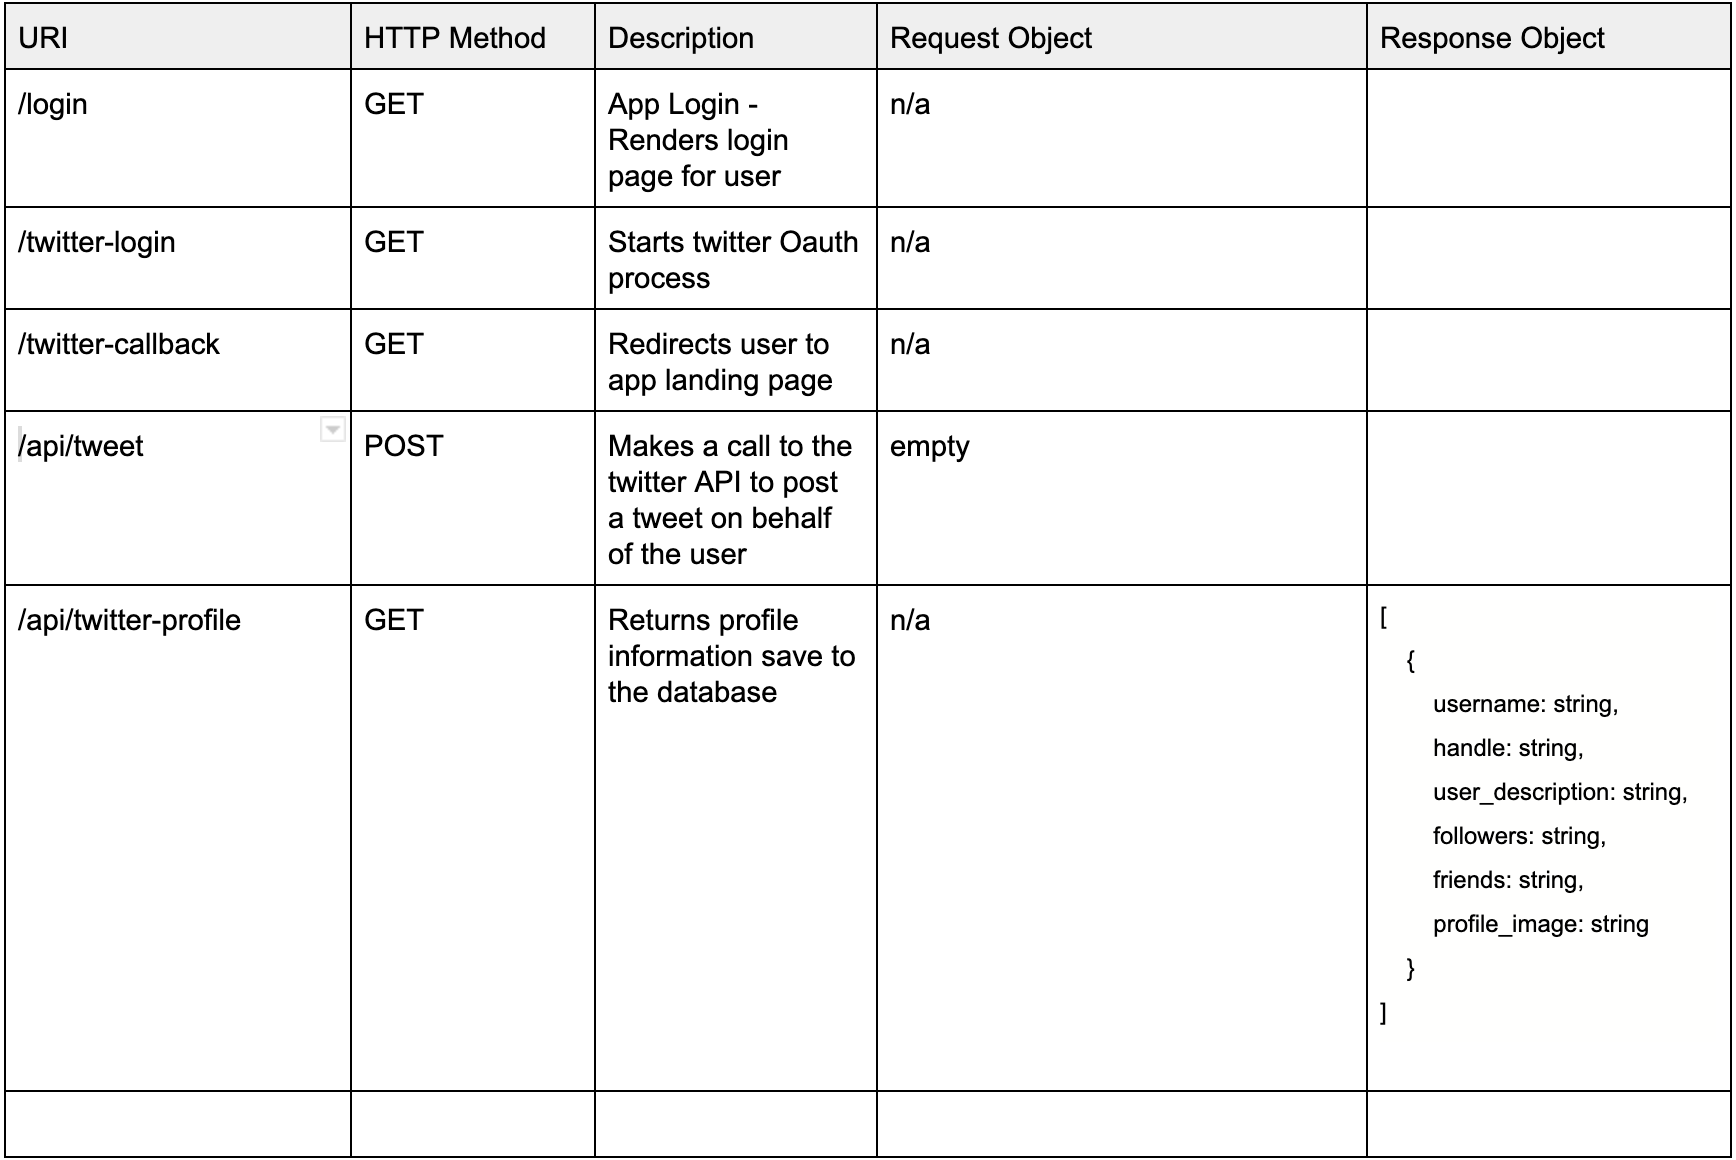 URI HTTP Method Description Request Object Response Object
/login GET App Login - n/a
Renders login
page for user
/twitter-login GET Starts twitter Oauth n/a
process
/twitter-callback GET Redirects user to n/a
app landing page
/api/tweet POST Makes a call to the empty
twitter API to post
a tweet on behalf
of the user
/api/twitter-profile GET Returns profile n/a [
information save to {
the database username: string,
handle: string,
user_description: string,
followers: string,
friends: string,
profile_image: string
}
]